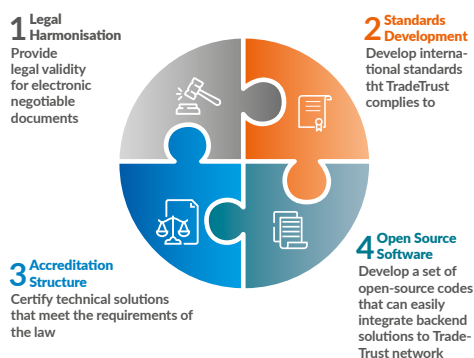 1 Legal
Harmonisation
Provide
legal validity
for electronic
negotiable
documents
2 Standards
Development
Develop interna-
tional standards
tht TradeTrust
complies to
3 Accreditation
Structure
Certify technical solutions
that meet the requirements of
the law
4 Open Source
Software
Develop a set of
open-source codes
that can easily
integrate backend
solutions to Trade-
Trust network